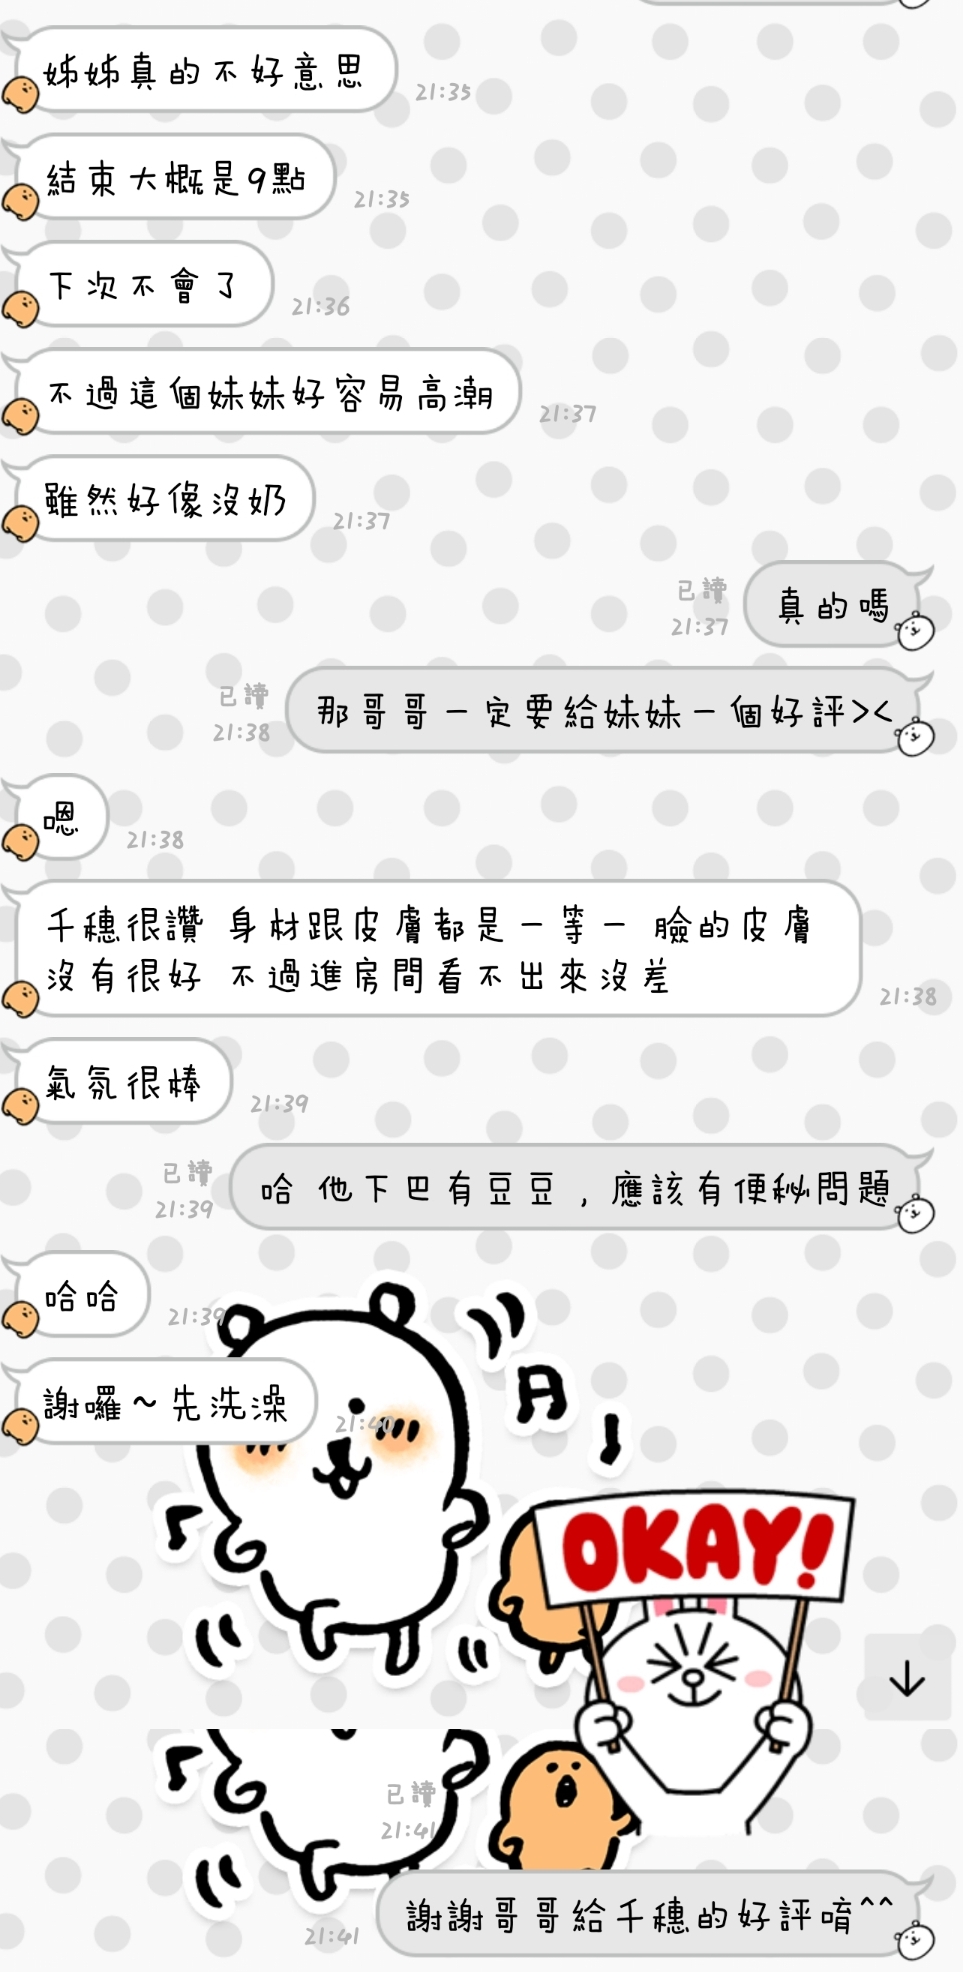 姊姊真的不好意思
21:35
結束大概是9點
21:35
下次不會了
21:36
不過這個妹妹好容易高潮
21:37
雖然好像沒奶
21:37
已讀
21:37
真的嗎
已讀
21:38
那哥哥一定要給妹妹一個好評><
嗯
21:38
千穗很讚 身材跟皮膚都是一等一 臉的皮膚
沒有很好 不過進房間看不出來沒差
21:38
氣氛很棒
21:39
已讀
21:39
哈 他下巴有豆豆，應該有便秘問題
哈哈
21:39
謝囉～先洗澡
21:40
OKAY!
已讀
21:41
謝謝哥哥給千穗的好評唷^^
21:41